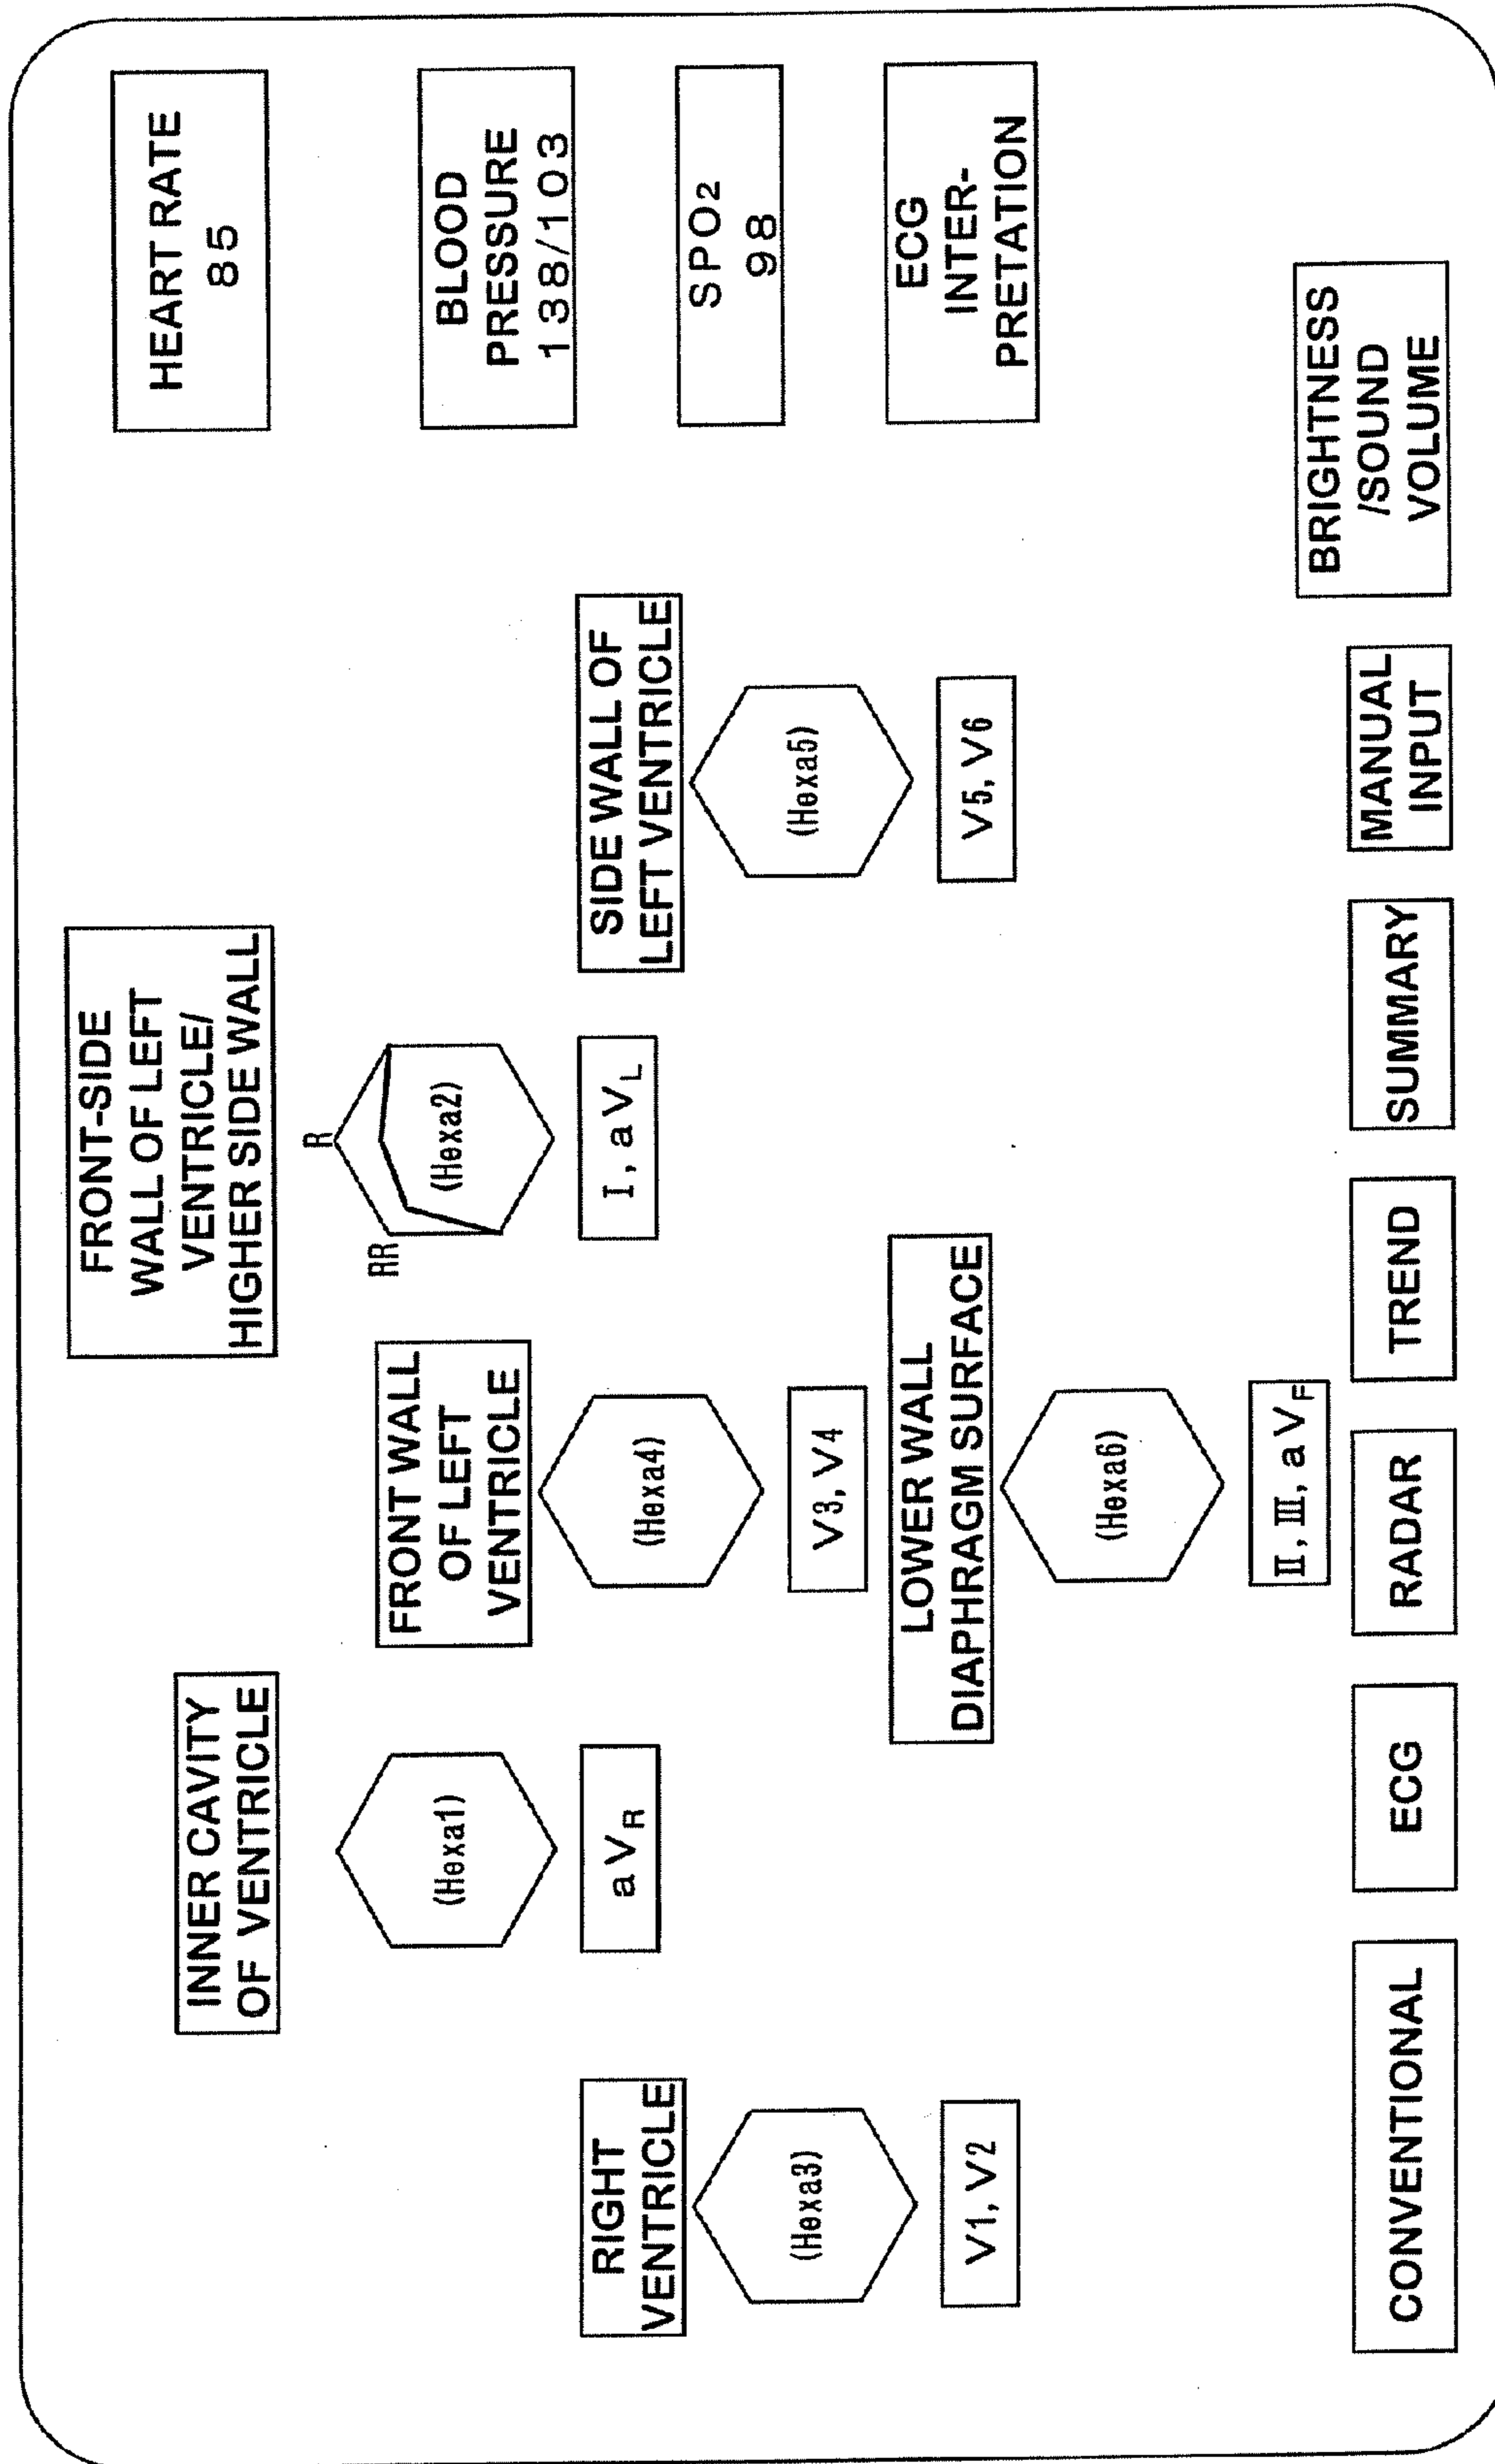 FRONT-SIDE
WALL OF LEFT
VENTRICLE/
HIGHER SIDE WALL
HEART RATE
85
INNER CAVITY
OF VENTRICLE
R
RR
(Hexa1)
(Hexa2)
aVR
I, aVL
FRONT WALL
OF LEFT
VENTRICLE
BLOOD
PRESSURE
138/103
RIGHT
VENTRICLE
(Hexa3)
V1, V2
(Hexa4)
V3, V4
SIDE WALL OF
LEFT VENTRICLE
(Hexa5)
V5, V6
SPO2
98
LOWER WALL
DIAPHRAGM SURFACE
(Hexa6)
II, III, aVF
ECG
INTER-
PRETATION
CONVENTIONAL
ECG
RADAR
TREND
SUMMARY
MANUAL
INPUT
BRIGHTNESS
/SOUND
VOLUME